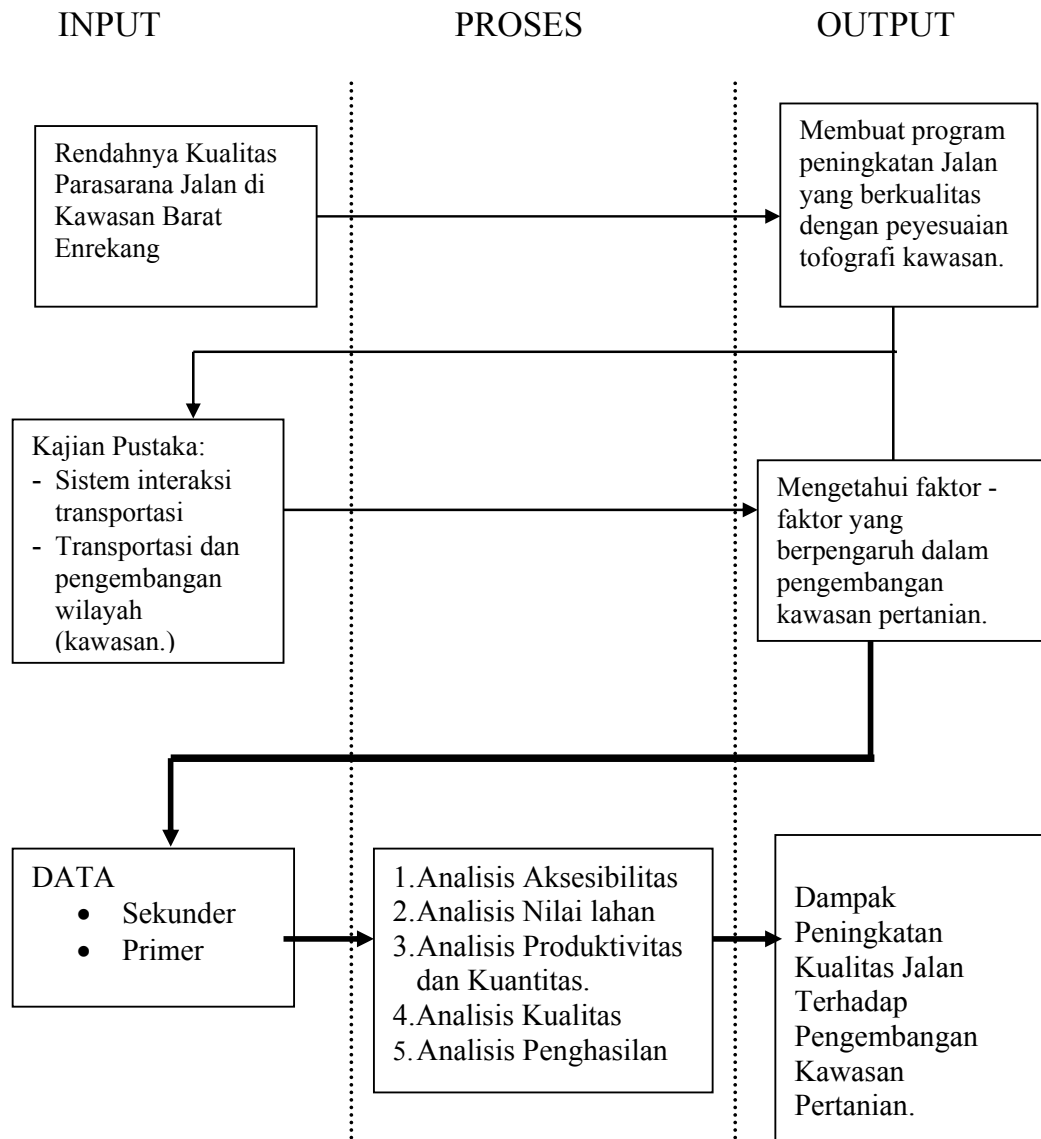 INPUT
PROSES
OUTPUT
Rendahnya Kualitas
Parasarana Jalan di
Kawasan Barat
Enrekang
Membuat program
peningkatan Jalan
yang berkualitas
dengan peyesuaian
tofografi kawasan.
Kajian Pustaka:
- Sistem interaksi
transportasi
- Transportasi dan
pengembangan
wilayah
(kawasan.)
Mengetahui faktor -
faktor yang
berpengaruh dalam
pengembangan
kawasan pertanian.
DATA
• Sekunder
• Primer
1.Analisis Aksesibilitas
2.Analisis Nilai lahan
3.Analisis Produktivitas
dan Kuantitas.
4.Analisis Kualitas
5.Analisis Penghasilan
Dampak
Peningkatan
Kualitas Jalan
Terhadap
Pengembangan
Kawasan
Pertanian.